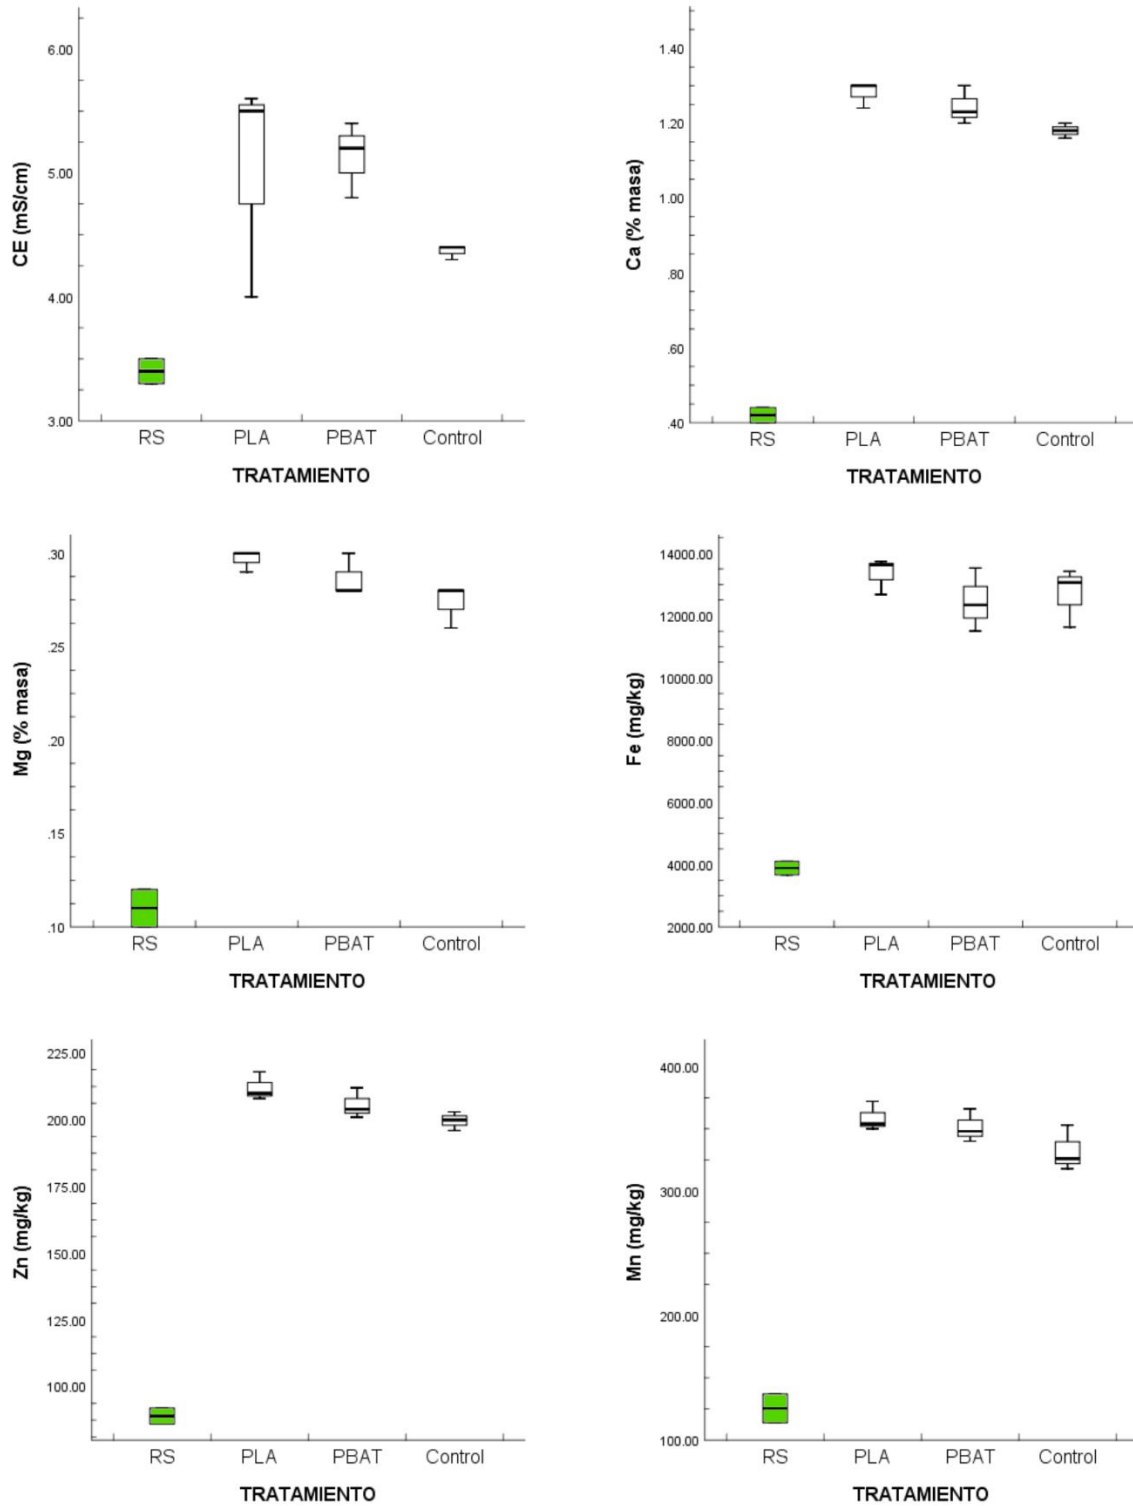 CE (mS/cm)
6.00
5.00
4.00
3.00
RS PLA PBAT Control
TRATAMIENTO
Ca (% masa)
1.40
1.20
1.00
.80
.60
.40
RS PLA PBAT Control
TRATAMIENTO
Mg (% masa)
.30
.25
.20
.15
.10
RS PLA PBAT Control
TRATAMIENTO
Fe (mg/kg)
14000.00
12000.00
10000.00
8000.00
6000.00
4000.00
2000.00
RS PLA PBAT Control
TRATAMIENTO
Zn (mg/kg)
225.00
200.00
175.00
150.00
125.00
100.00
RS PLA PBAT Control
TRATAMIENTO
Mn (mg/kg)
400.00
300.00
200.00
100.00
RS PLA PBAT Control
TRATAMIENTO